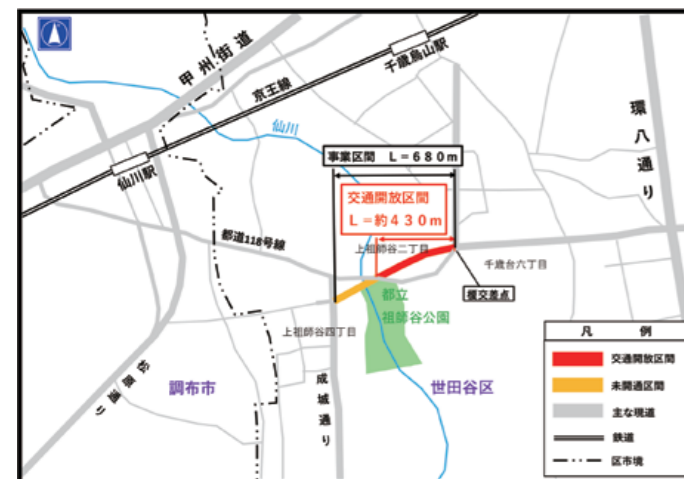 甲州街道
千歳烏山駅
京王線
仙川
環八通り
仙川駅
事業区間 L=680m
交通開放区間
L=約430m
都道118号線
上祖師谷二丁目
千歳台六丁目
榎交差点
都立
祖師谷公園
上祖師谷四丁目
松原通り
調布市
成城通り
世田谷区
凡例
交通開放区間
未開通区間
主な現道
鉄道
区市境